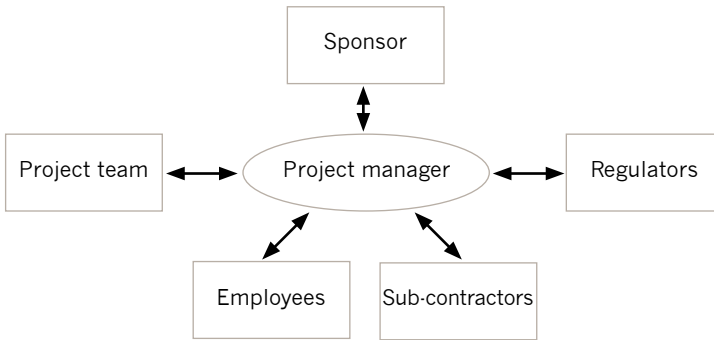 Sponsor
Project team
Project manager
Regulators
Employees
Sub-contractors